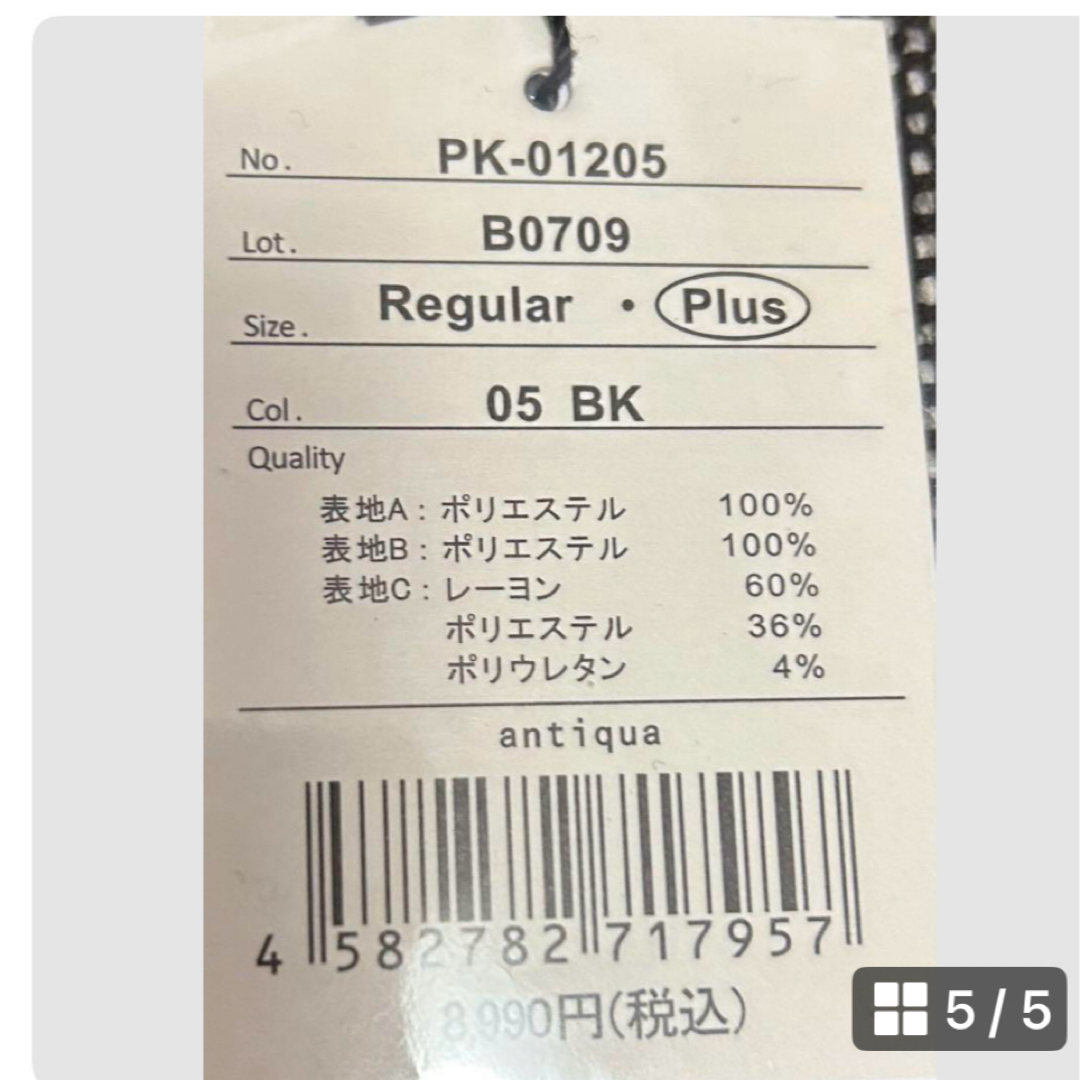 No. PK-01205
Lot. B0709
Size. Regular ・ Plus
Col. 05 BK
Quality
表地A : ポリエステル 100%
表地B : ポリエステル 100%
表地C : レーヨン 60%
ポリエステル 36%
ポリウレタン 4%
antiqua
4 582782 717957
8,990円(税込)
5 / 5